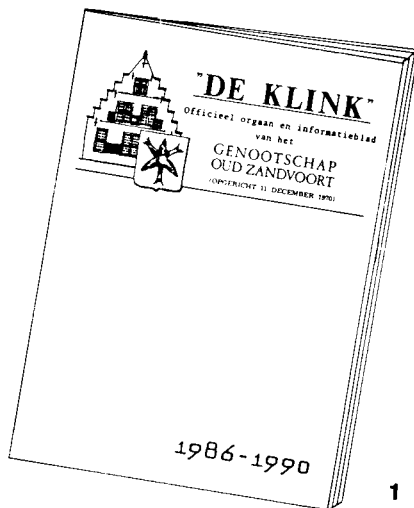 "DE KLINK"
Officieel orgaan en informatieblad
van het
GENOOTSCHAP
OUD ZANDVOORT
(OPGERICHT 11 DECEMBER 1970)
1986-1990
1